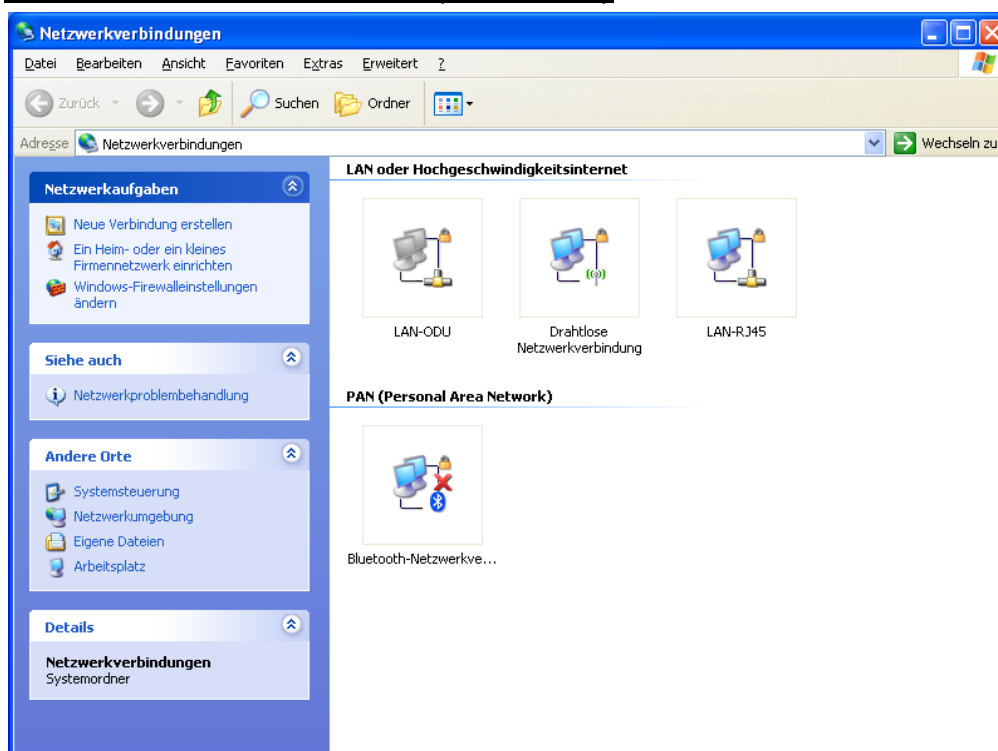 Netzwerkverbindungen
Datei Bearbeiten Ansicht Favoriten Extras Erweitert ?
Zurück Suchen Ordner
Adresse Netzwerkverbindungen Wechseln zu
Netzwerkaufgaben
Neue Verbindung erstellen
Ein Heim- oder ein kleines
Firmennetzwerk einrichten
Windows-Firewalleinstellungen
ändern
Siehe auch
Netzwerkproblembehandlung
Andere Orte
Systemsteuerung
Netzwerkumgebung
Eigene Dateien
Arbeitsplatz
Details
Netzwerkverbindungen
Systemordner
LAN oder Hochgeschwindigkeitsinternet
LAN-ODU
Drahtlose
Netzwerkverbindung
LAN-RJ45
PAN (Personal Area Network)
Bluetooth-Netzwerkve...